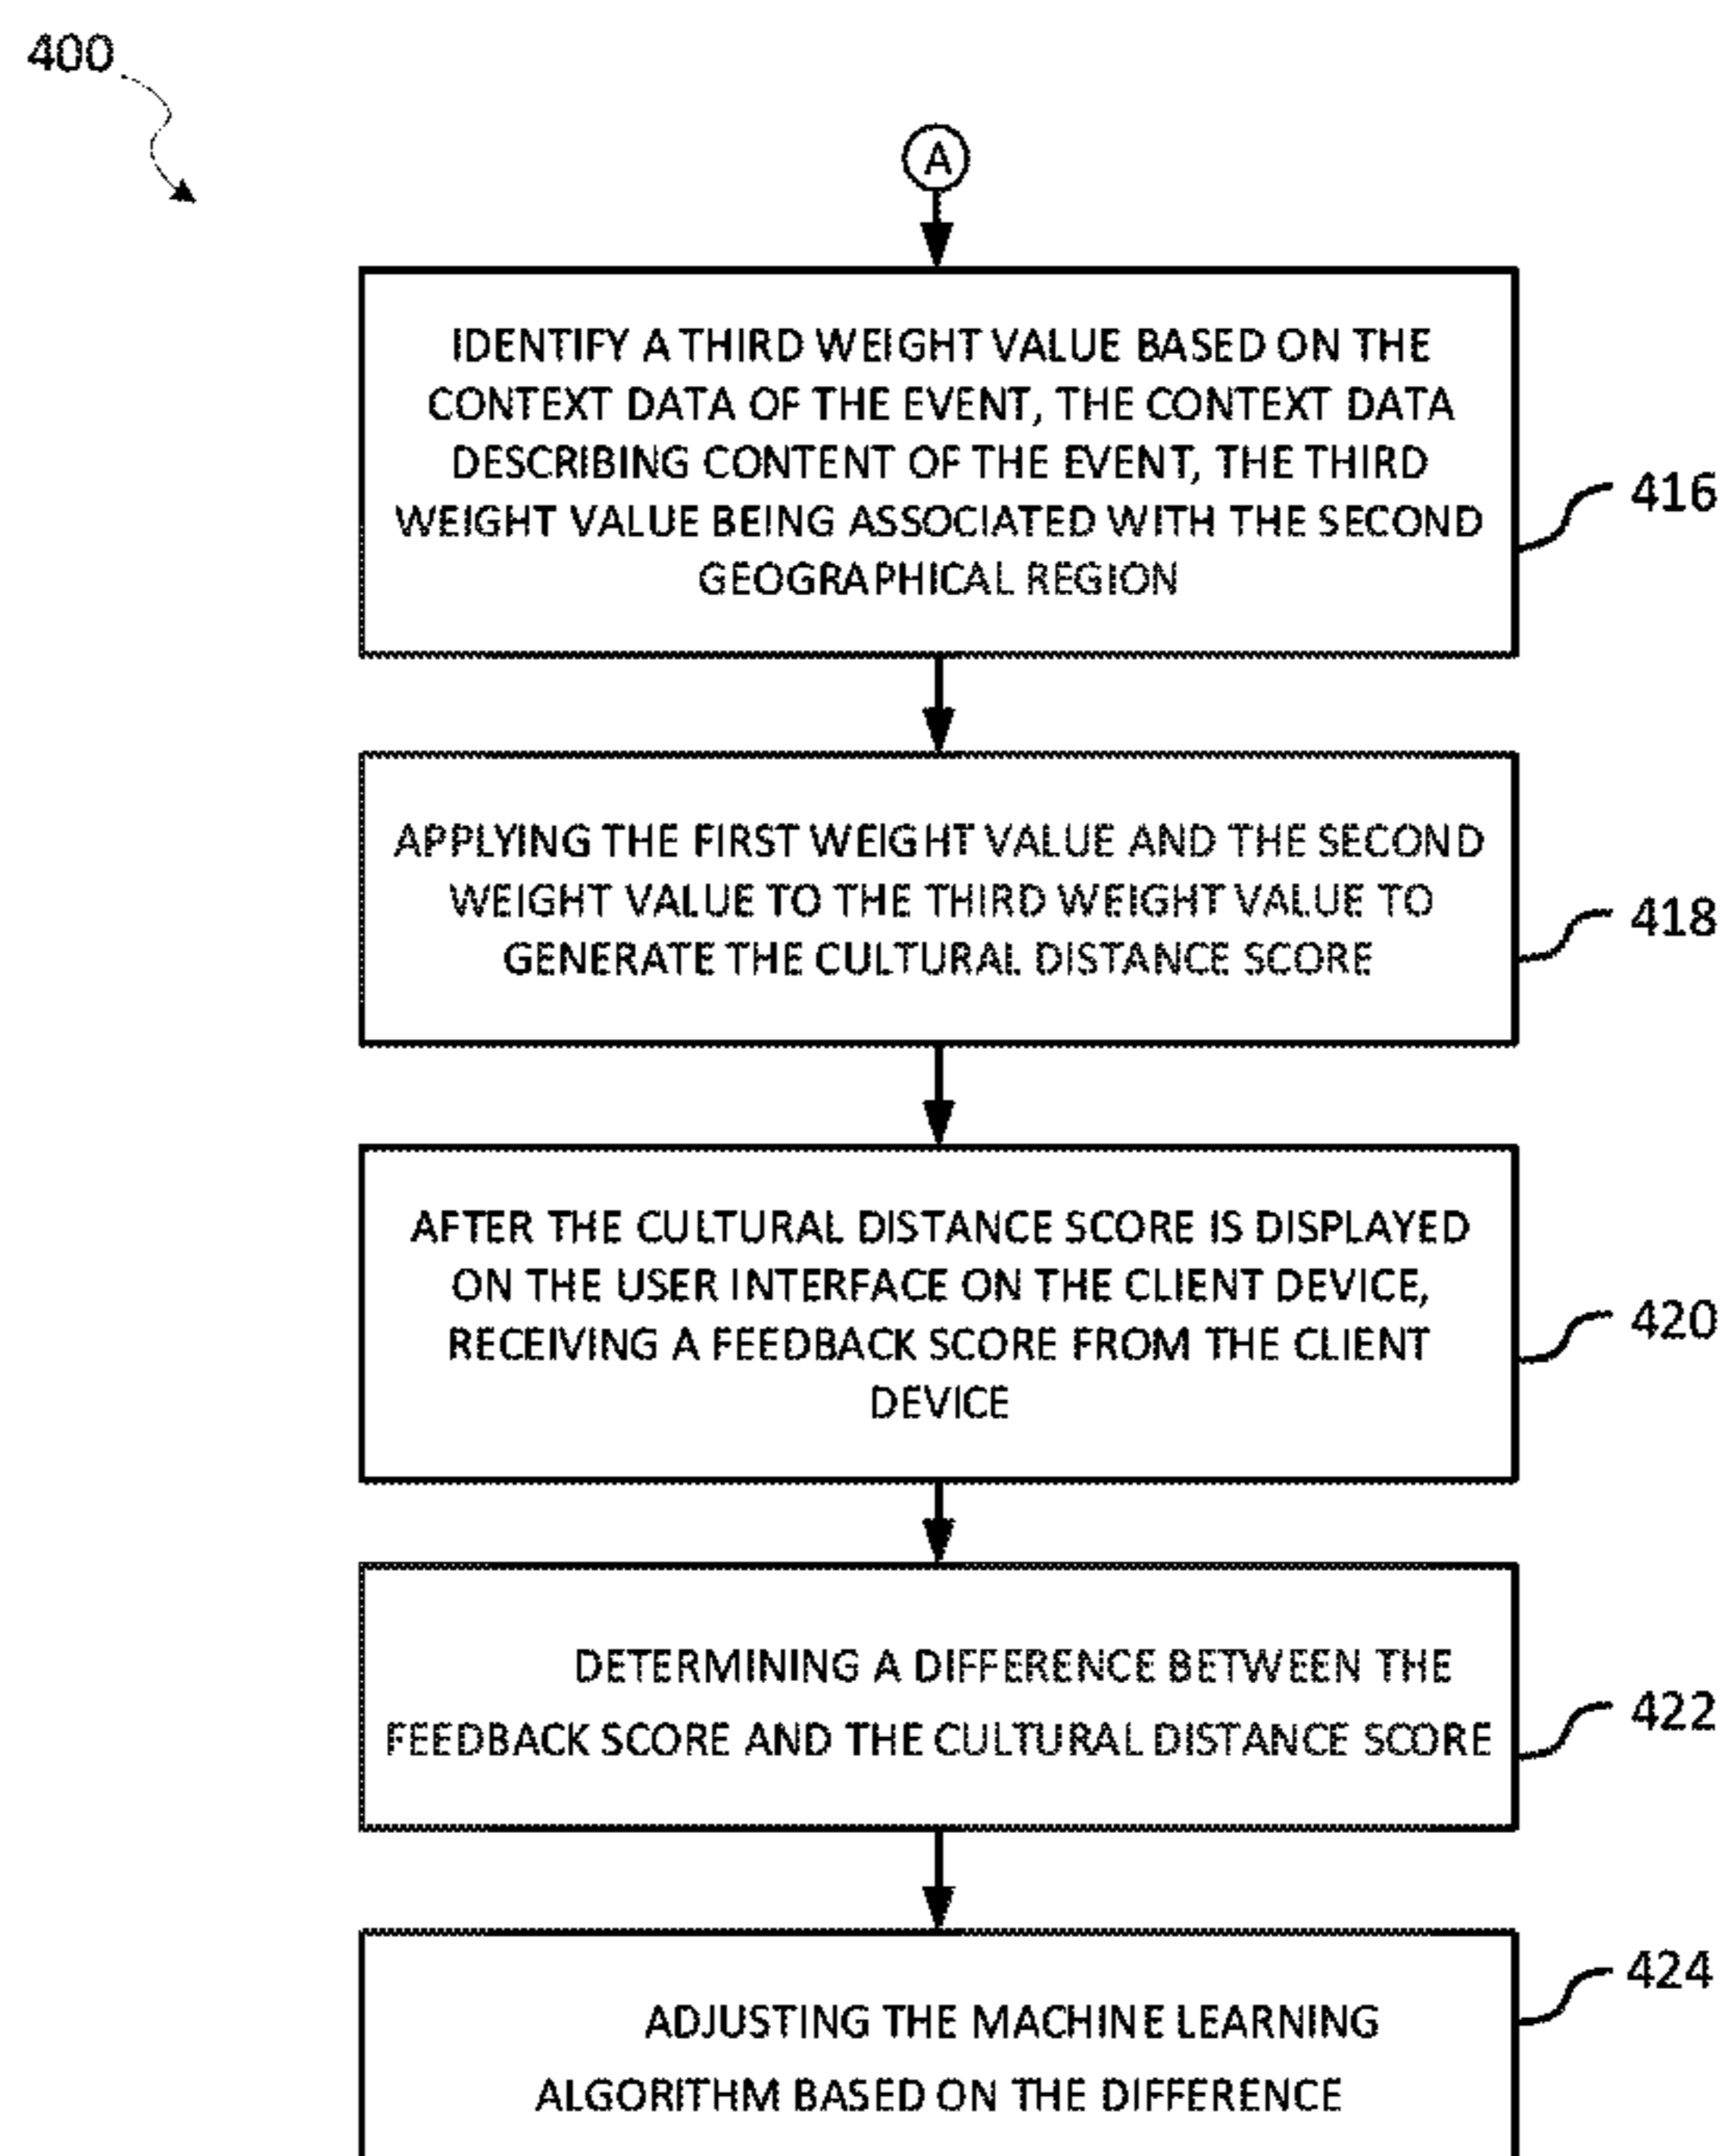 400
A
IDENTIFY A THIRD WEIGHT VALUE BASED ON THE
CONTEXT DATA OF THE EVENT, THE CONTEXT DATA
DESCRIBING CONTENT OF THE EVENT, THE THIRD
WEIGHT VALUE BEING ASSOCIATED WITH THE SECOND
GEOGRAPHICAL REGION
416
APPLYING THE FIRST WEIGHT VALUE AND THE SECOND
WEIGHT VALUE TO THE THIRD WEIGHT VALUE TO
GENERATE THE CULTURAL DISTANCE SCORE
418
AFTER THE CULTURAL DISTANCE SCORE IS DISPLAYED
ON THE USER INTERFACE ON THE CLIENT DEVICE,
RECEIVING A FEEDBACK SCORE FROM THE CLIENT
DEVICE
420
DETERMINING A DIFFERENCE BETWEEN THE
FEEDBACK SCORE AND THE CULTURAL DISTANCE SCORE
422
ADJUSTING THE MACHINE LEARNING
ALGORITHM BASED ON THE DIFFERENCE
424